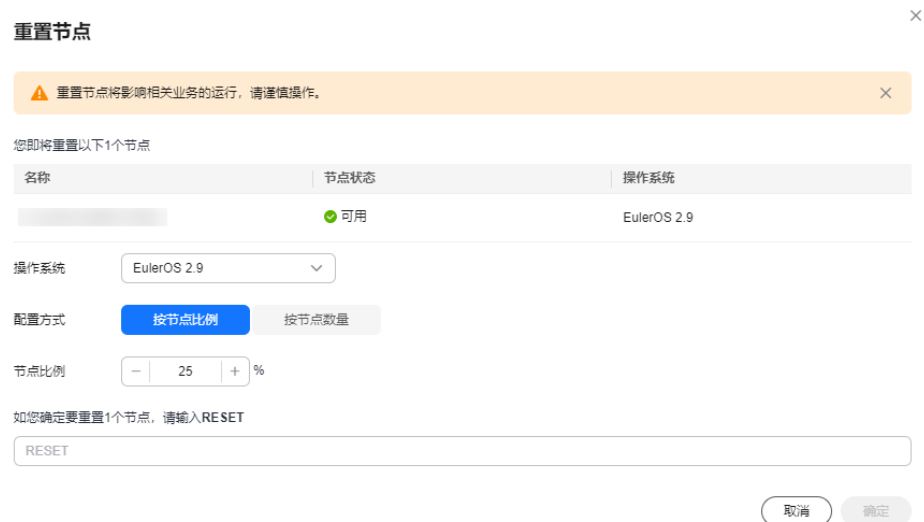 重置节点
重置节点将影响相关业务的运行，请谨慎操作。
您即将重置以下1个节点
名称 节点状态 操作系统
可用 EulerOS 2.9
操作系统 EulerOS 2.9
配置方式 按节点比例 按节点数量
节点比例 − 25 + %
如您确定要重置1个节点，请输入RESET
RESET
取消 确定